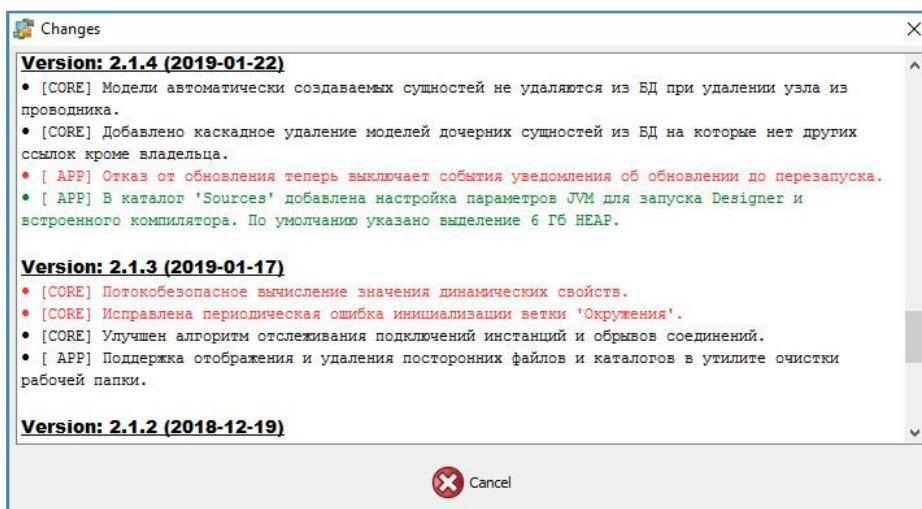 Changes
Version: 2.1.4 (2019-01-22)
• [CORE] Модели автоматически создаваемых сущностей не удаляются из БД при удалении узла из
проводника.
• [CORE] Добавлено каскадное удаление моделей дочерних сущностей из БД на которые нет других
ссылок кроме владельца.
• [ APP] Отказ от обновления теперь выключает события уведомления об обновлении до перезапуска.
• [ APP] В каталог 'Sources' добавлена настройка параметров JVM для запуска Designer и
встроенного компилятора. По умолчанию указано выделение 6 Гб HEAP.
Version: 2.1.3 (2019-01-17)
• [CORE] Потокобезопасное вычисление значения динамических свойств.
• [CORE] Исправлена периодическая ошибка инициализации ветки 'Окружения'.
• [CORE] Улучшен алгоритм отслеживания подключений инстанций и обрывов соединений.
• [ APP] Поддержка отображения и удаления посторонних файлов и каталогов в утилите очистки
рабочей папки.
Version: 2.1.2 (2018-12-19)
Cancel